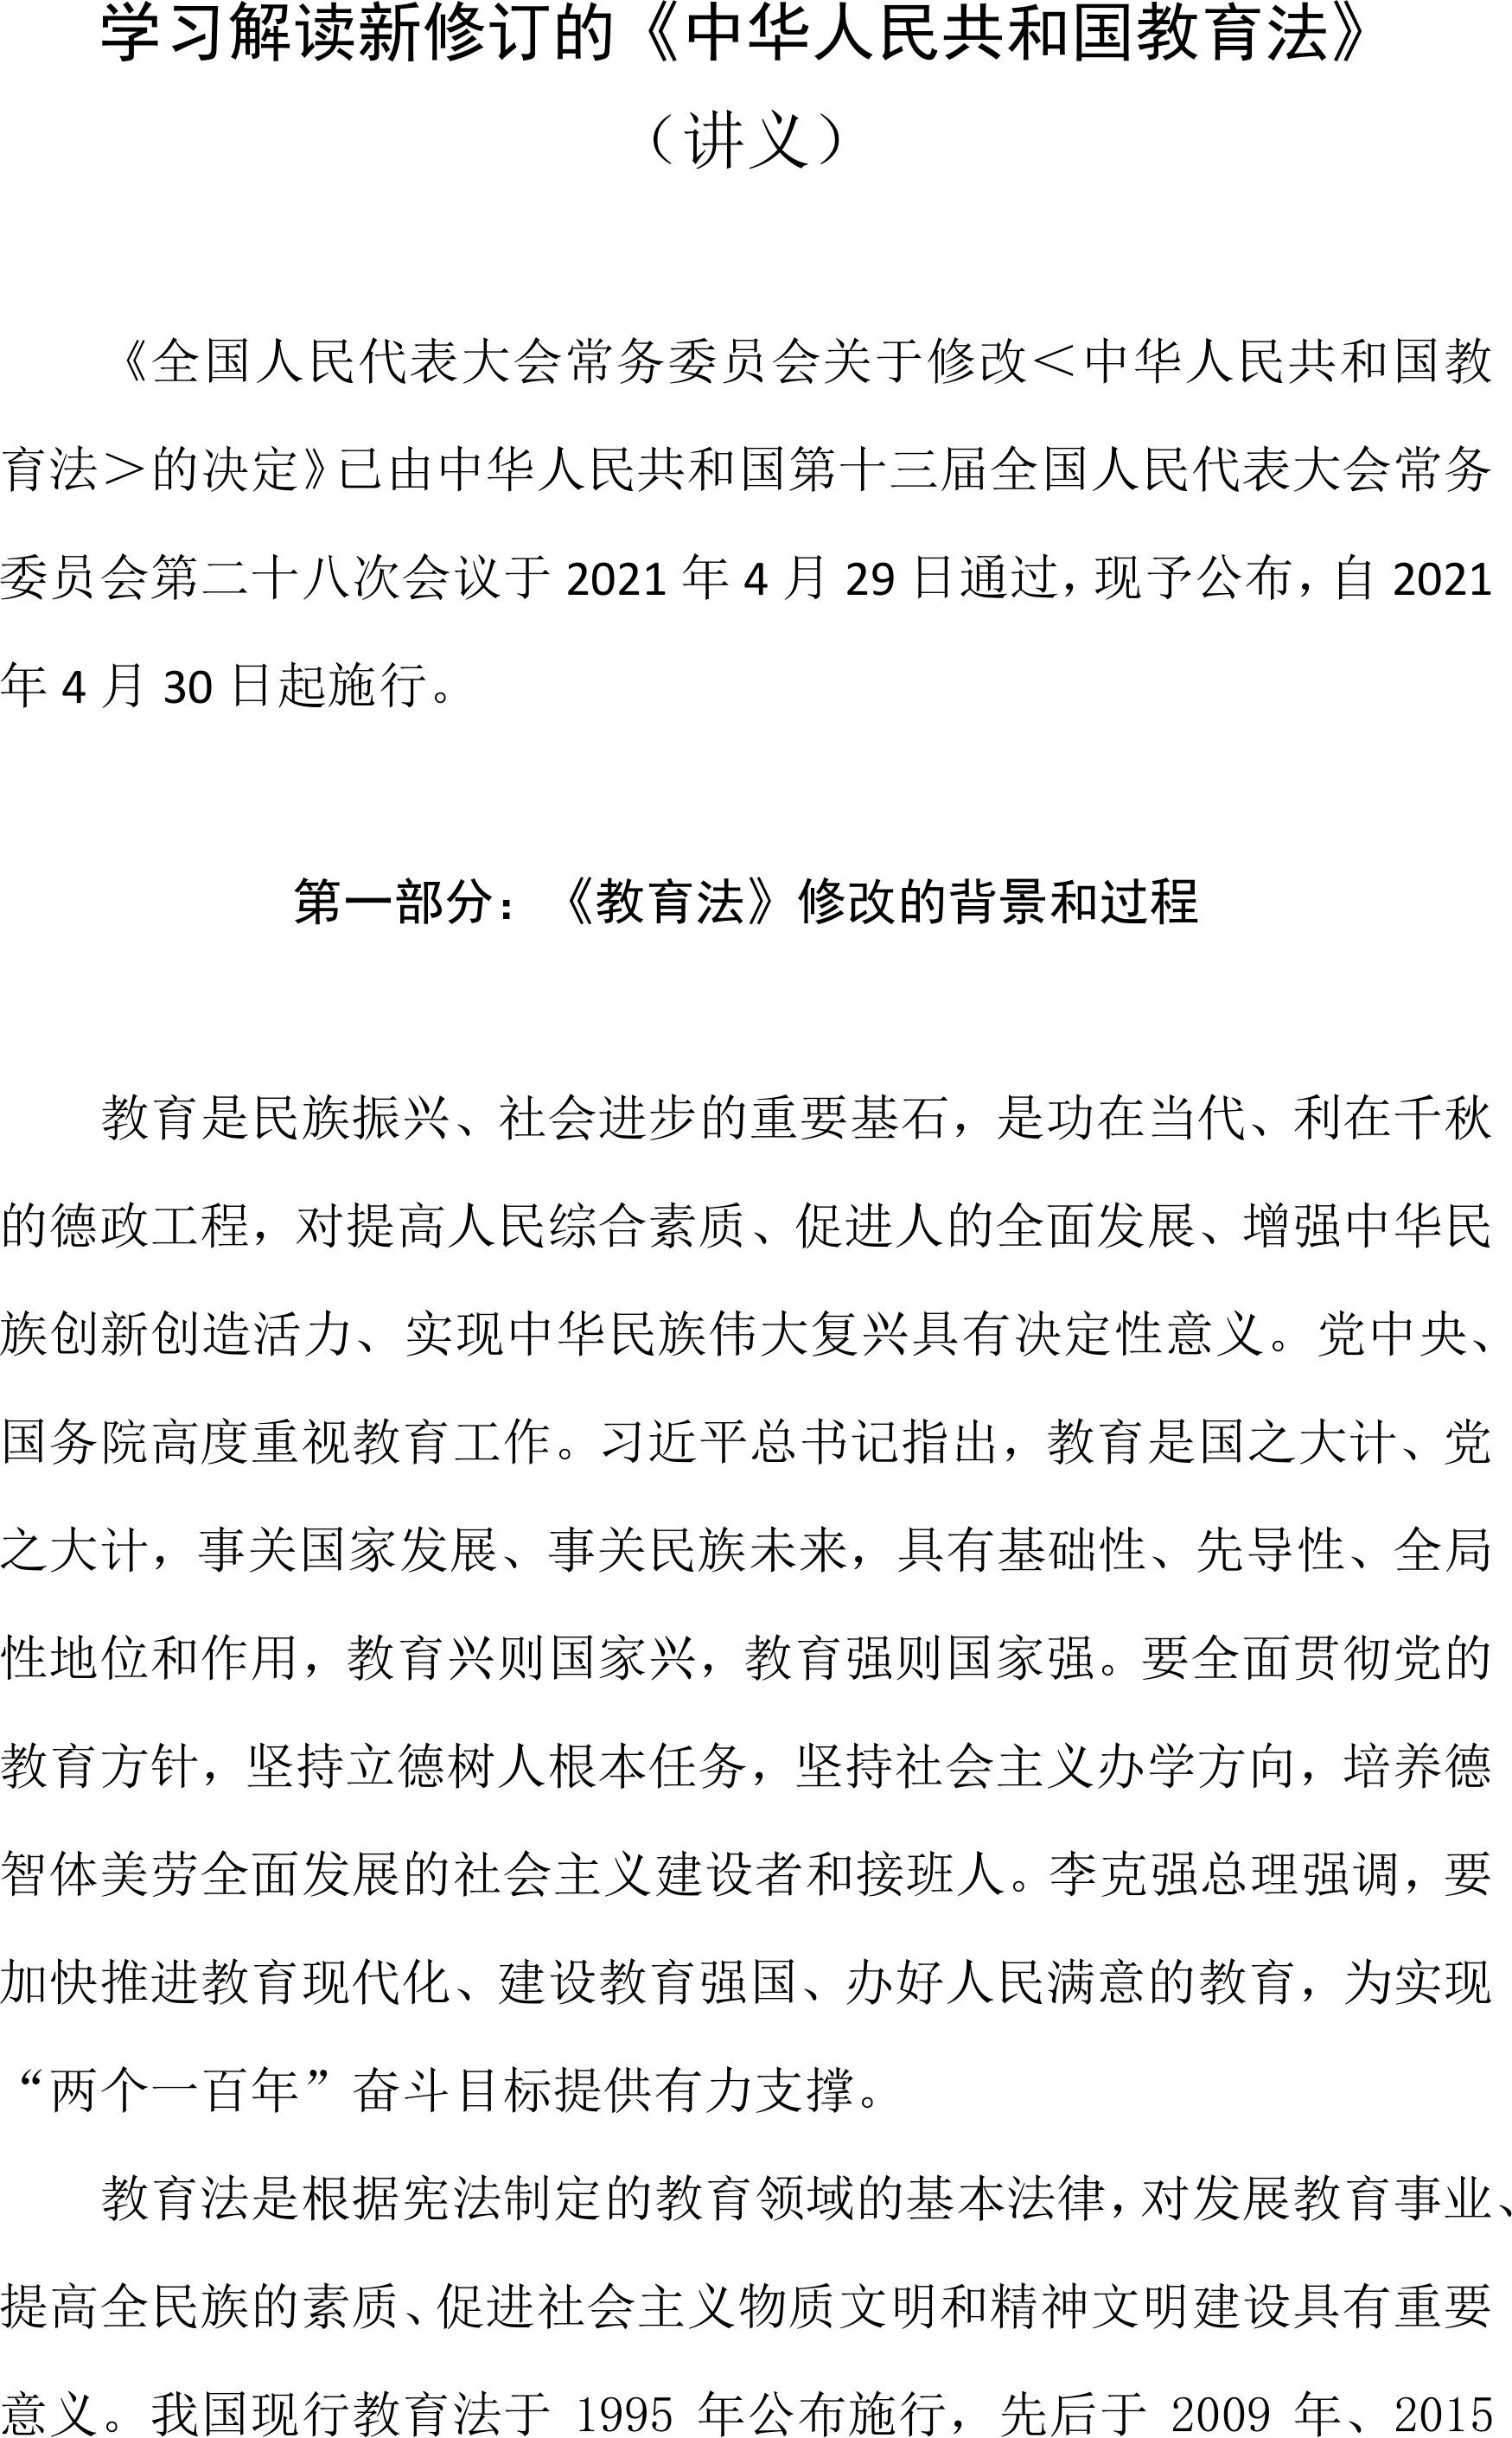 学习解读新修订的《中华人民共和国教育法》
（讲义）
《全国人民代表大会常务委员会关于修改＜中华人民共和国教
育法＞的决定》已由中华人民共和国第十三届全国人民代表大会常务
委员会第二十八次会议于 2021 年 4 月 29 日通过，现予公布，自 2021
年 4 月 30 日起施行。
第一部分：《教育法》修改的背景和过程
教育是民族振兴、社会进步的重要基石，是功在当代、利在千秋
的德政工程，对提高人民综合素质、促进人的全面发展、增强中华民
族创新创造活力、实现中华民族伟大复兴具有决定性意义。党中央、
国务院高度重视教育工作。习近平总书记指出，教育是国之大计、党
之大计，事关国家发展、事关民族未来，具有基础性、先导性、全局
性地位和作用，教育兴则国家兴，教育强则国家强。要全面贯彻党的
教育方针，坚持立德树人根本任务，坚持社会主义办学方向，培养德
智体美劳全面发展的社会主义建设者和接班人。李克强总理强调，要
加快推进教育现代化、建设教育强国、办好人民满意的教育，为实现
“两个一百年”奋斗目标提供有力支撑。
教育法是根据宪法制定的教育领域的基本法律，对发展教育事业、
提高全民族的素质、促进社会主义物质文明和精神文明建设具有重要
意义。我国现行教育法于 1995 年公布施行，先后于 2009 年、2015